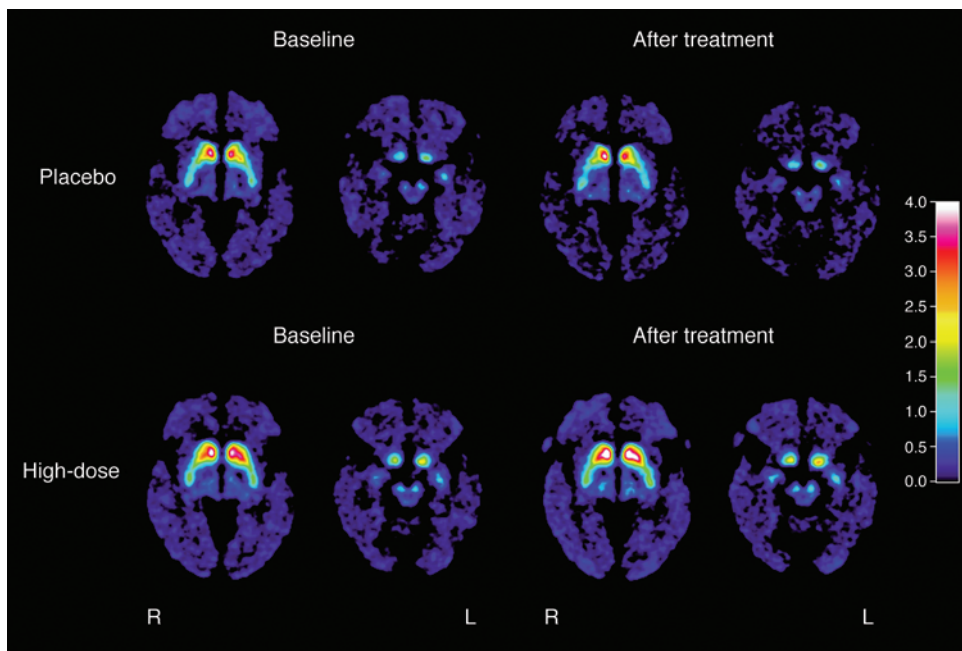 Baseline After treatment
Placebo
4.0
3.5
3.0
2.5
2.0
1.5
1.0
0.5
0.0
Baseline After treatment
High-dose
R L R L